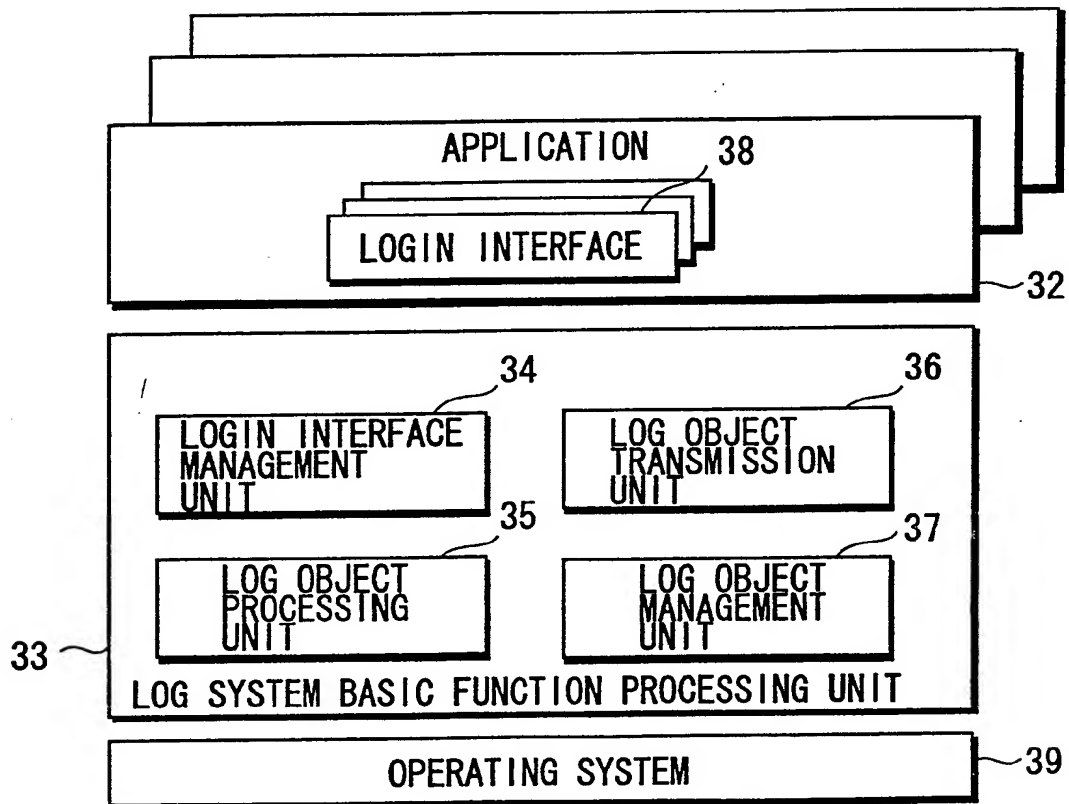 APPLICATION
38
LOGIN INTERFACE
32
34
LOGIN INTERFACE
MANAGEMENT
UNIT
36
LOG OBJECT
TRANSMISSION
UNIT
35
LOG OBJECT
PROCESSING
UNIT
37
LOG OBJECT
MANAGEMENT
UNIT
33
LOG SYSTEM BASIC FUNCTION PROCESSING UNIT
OPERATING SYSTEM
39